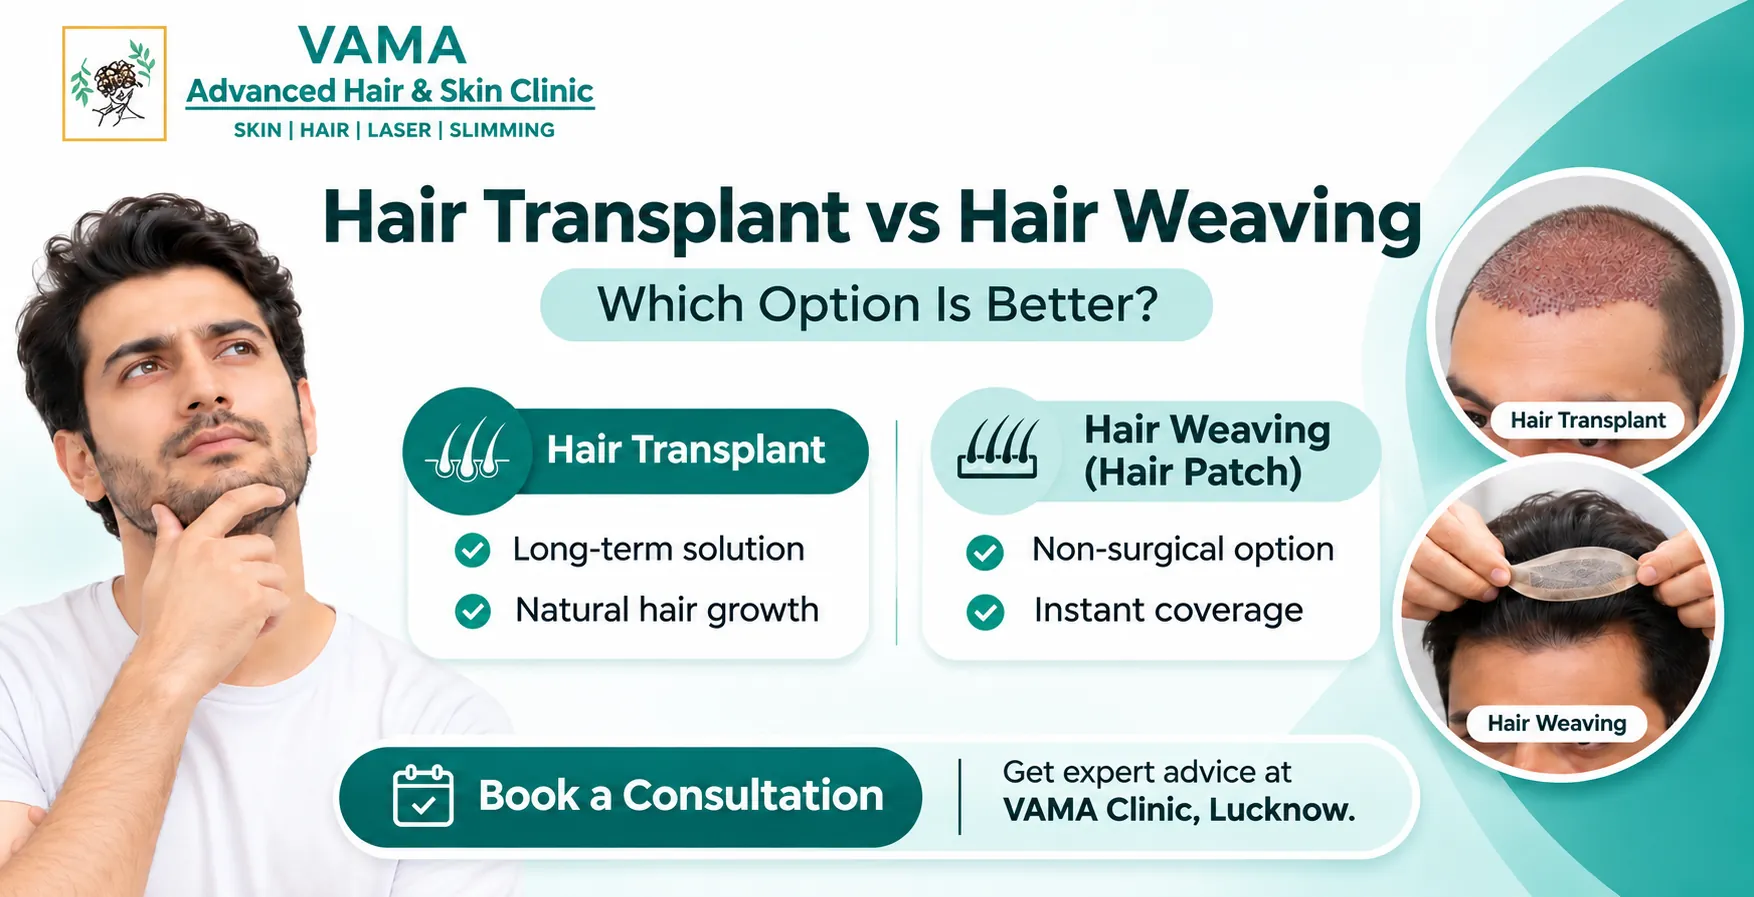 VAMA
Advanced Hair & Skin Clinic
SKIN | HAIR | LASER | SLIMMING
Hair Transplant vs Hair Weaving
Which Option Is Better?
Hair Transplant
Long-term solution
Natural hair growth
Hair Weaving
(Hair Patch)
Non-surgical option
Instant coverage
Hair Transplant
Hair Weaving
Book a Consultation
Get expert advice at
VAMA Clinic, Lucknow.